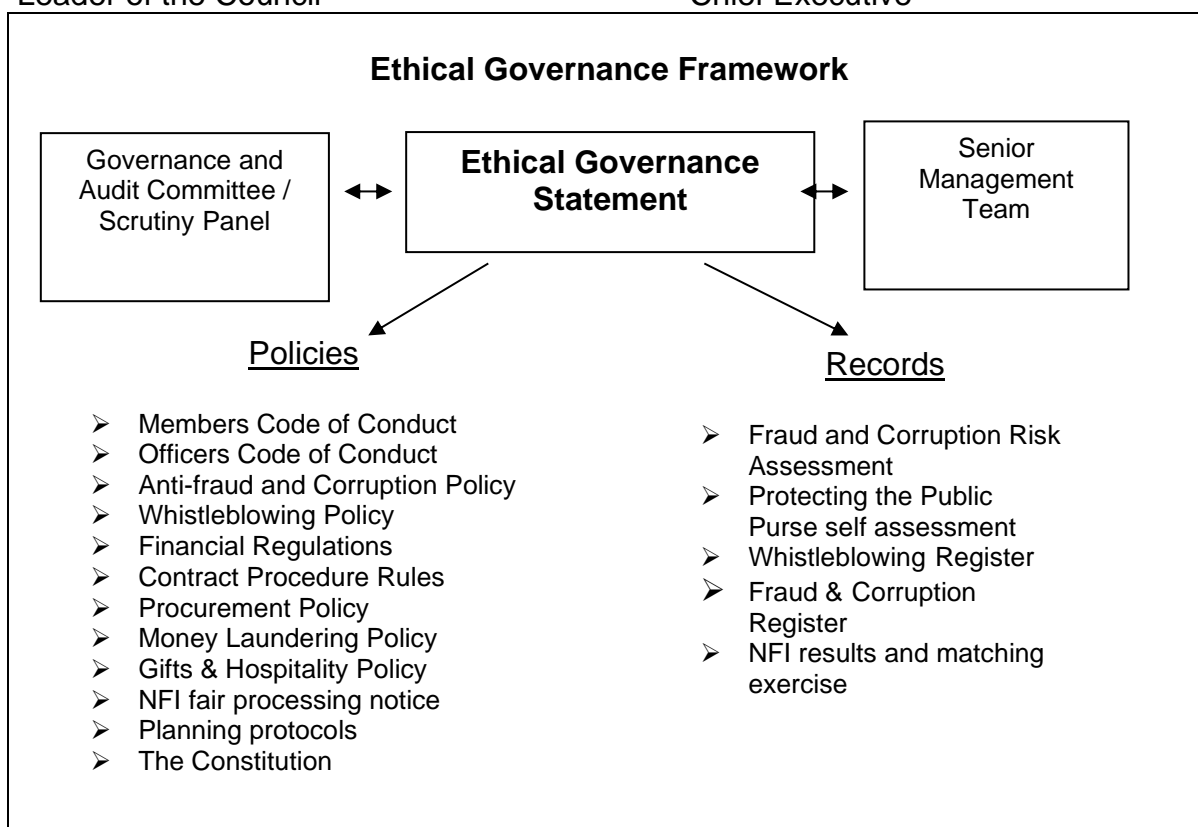 Leader of the Council Chief Executive
Ethical Governance Framework
Governance and
Audit Committee /
Scrutiny Panel
Ethical Governance
Statement
Senior
Management
Team
Policies
➢ Members Code of Conduct
➢ Officers Code of Conduct
➢ Anti-fraud and Corruption Policy
➢ Whistleblowing Policy
➢ Financial Regulations
➢ Contract Procedure Rules
➢ Procurement Policy
➢ Money Laundering Policy
➢ Gifts & Hospitality Policy
➢ NFI fair processing notice
➢ Planning protocols
➢ The Constitution
Records
➢ Fraud and Corruption Risk
Assessment
➢ Protecting the Public
Purse self assessment
➢ Whistleblowing Register
➢ Fraud & Corruption
Register
➢ NFI results and matching
exercise